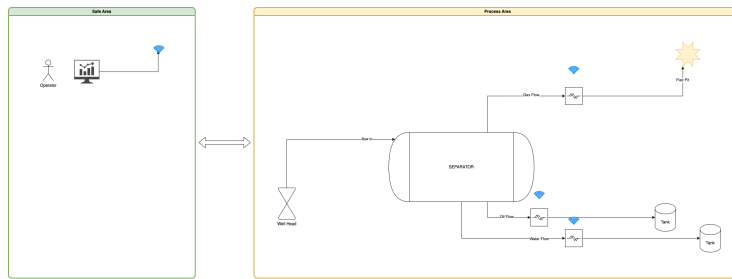 Safe Area
Process Area
Operator
Gas Flow
Flair Pit
flow in
SEPARATOR
Well Head
Oil Flow
Tank
Water Flow
Tank